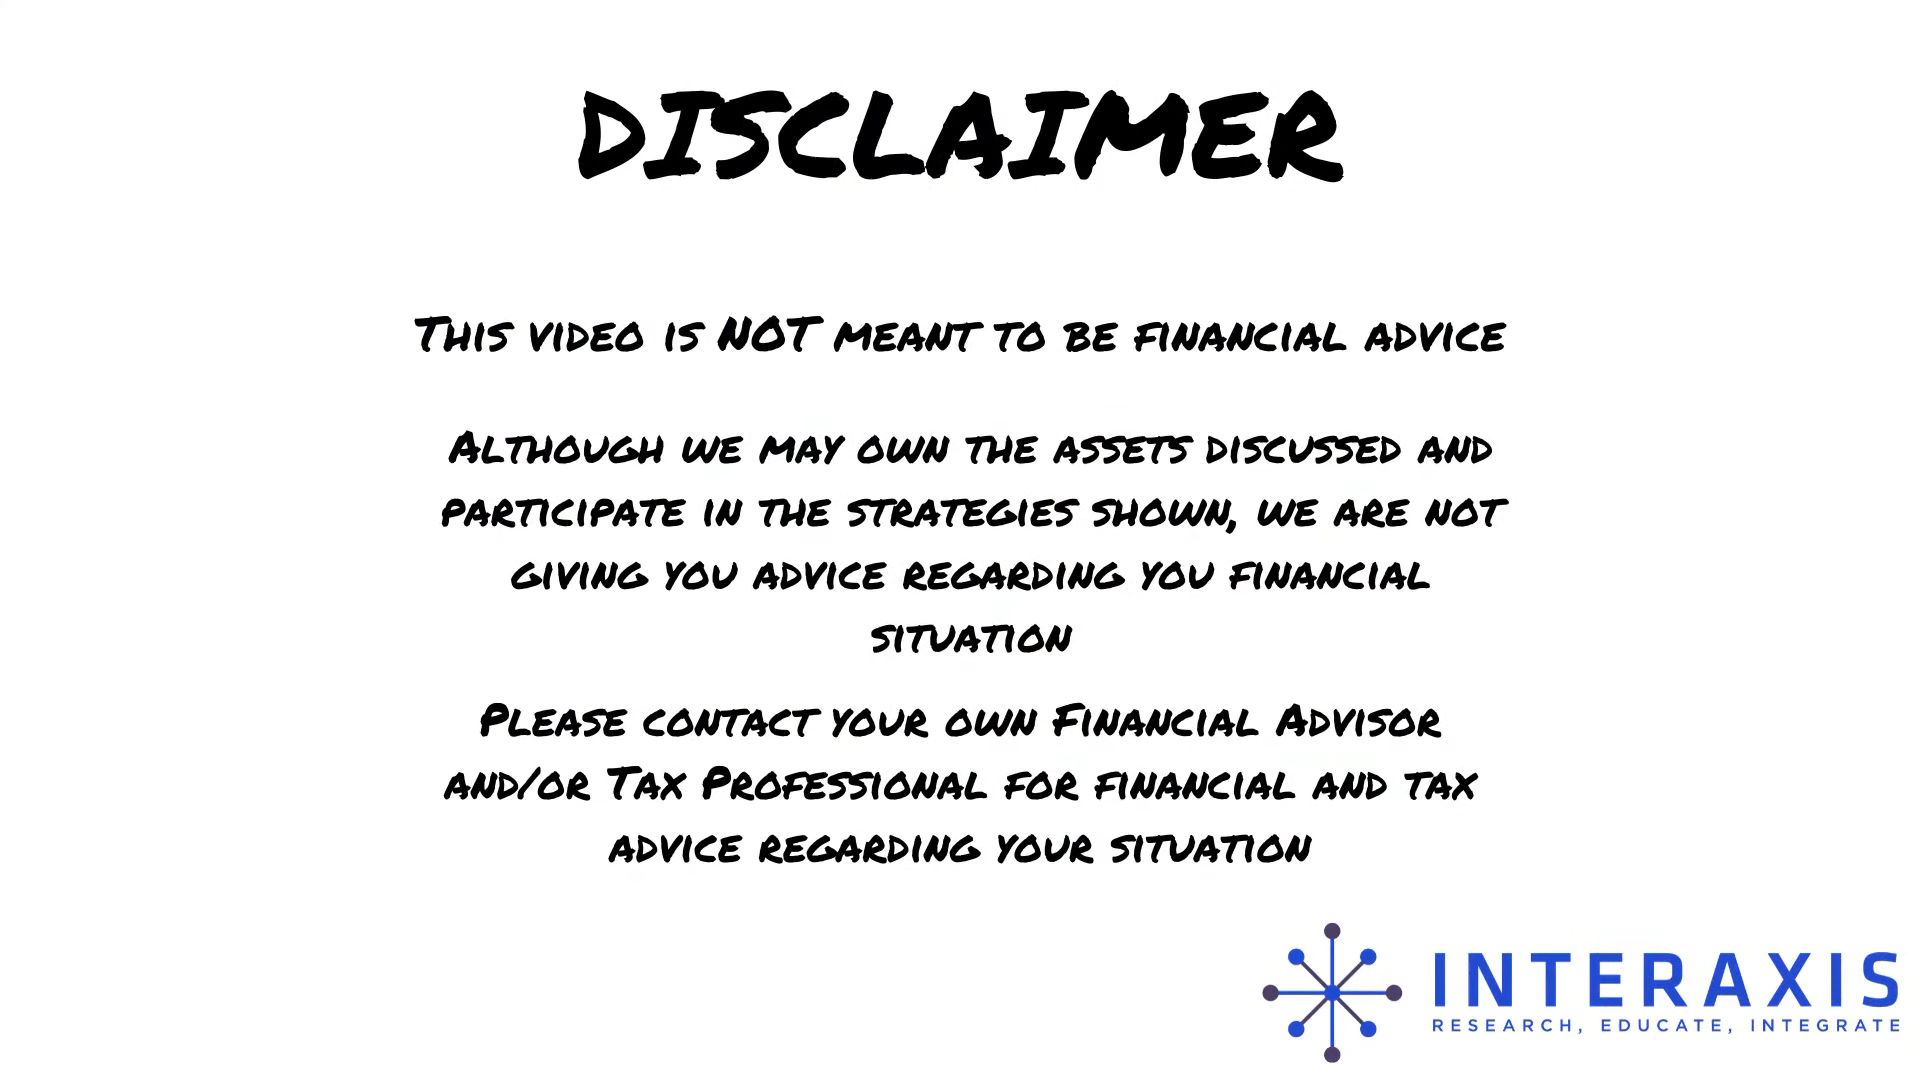 DISCLAIMER
This video is NOT meant to be financial advice
Although we may own the assets discussed and
participate in the strategies shown, we are not
giving you advice regarding you financial
situation
Please contact your own Financial Advisor
and/or Tax Professional for financial and tax
advice regarding your situation
INTERAXIS
RESEARCH, EDUCATE, INTEGRATE